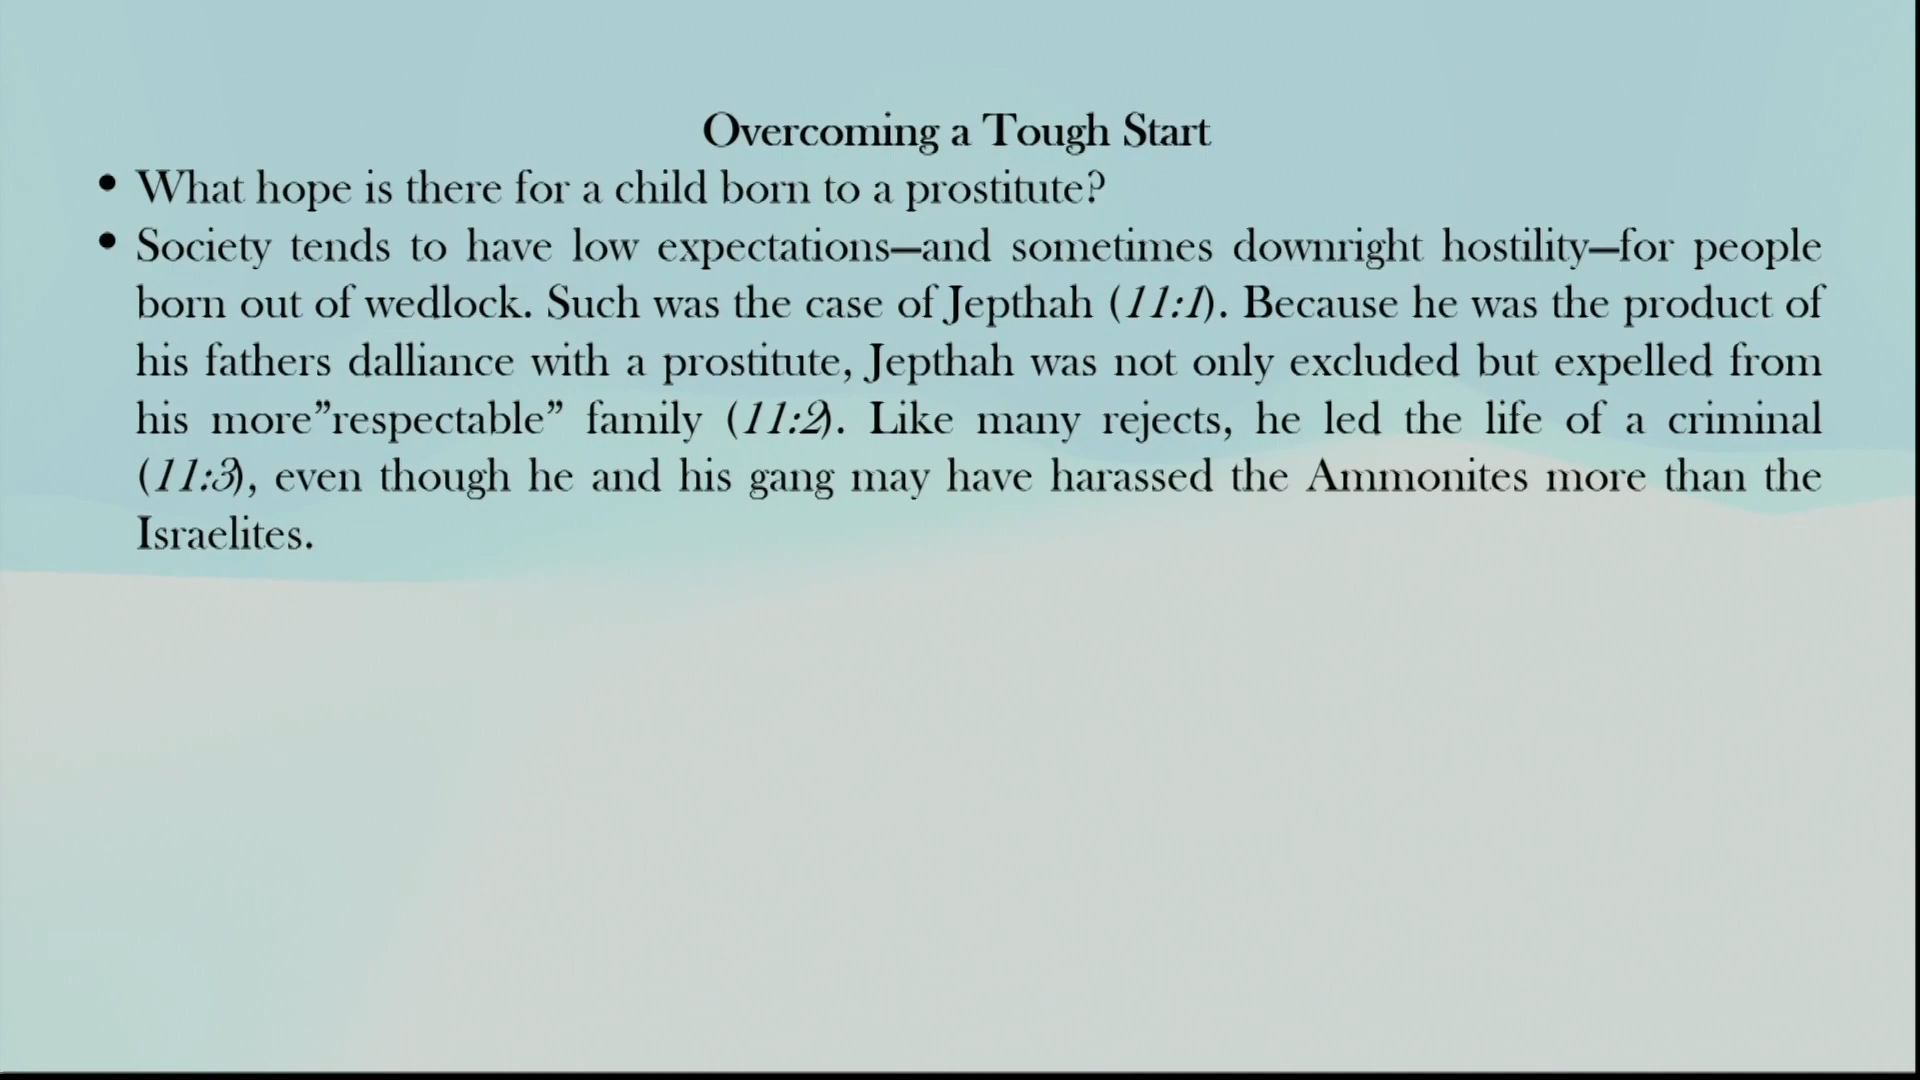 Overcoming a Tough Start
• What hope is there for a child born to a prostitute?
• Society tends to have low expectations—and sometimes downright hostility—for people
born out of wedlock. Such was the case of Jepthah (11:1). Because he was the product of
his fathers dalliance with a prostitute, Jepthah was not only excluded but expelled from
his more”respectable” family (11:2). Like many rejects, he led the life of a criminal
(11:3), even though he and his gang may have harassed the Ammonites more than the
Israelites.